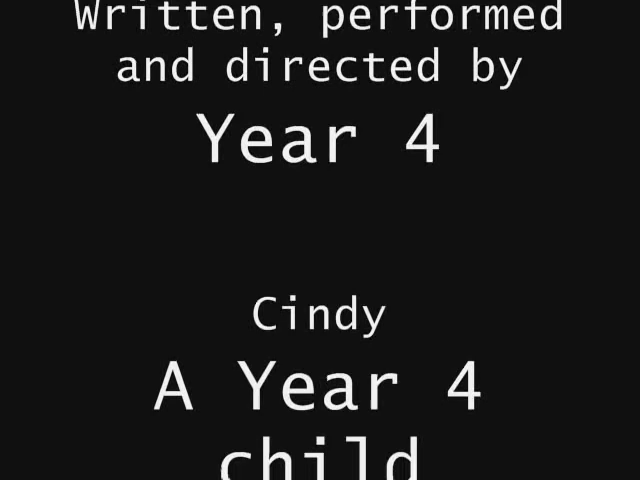 Written, performed
and directed by
Year 4
Cindy
A Year 4
child